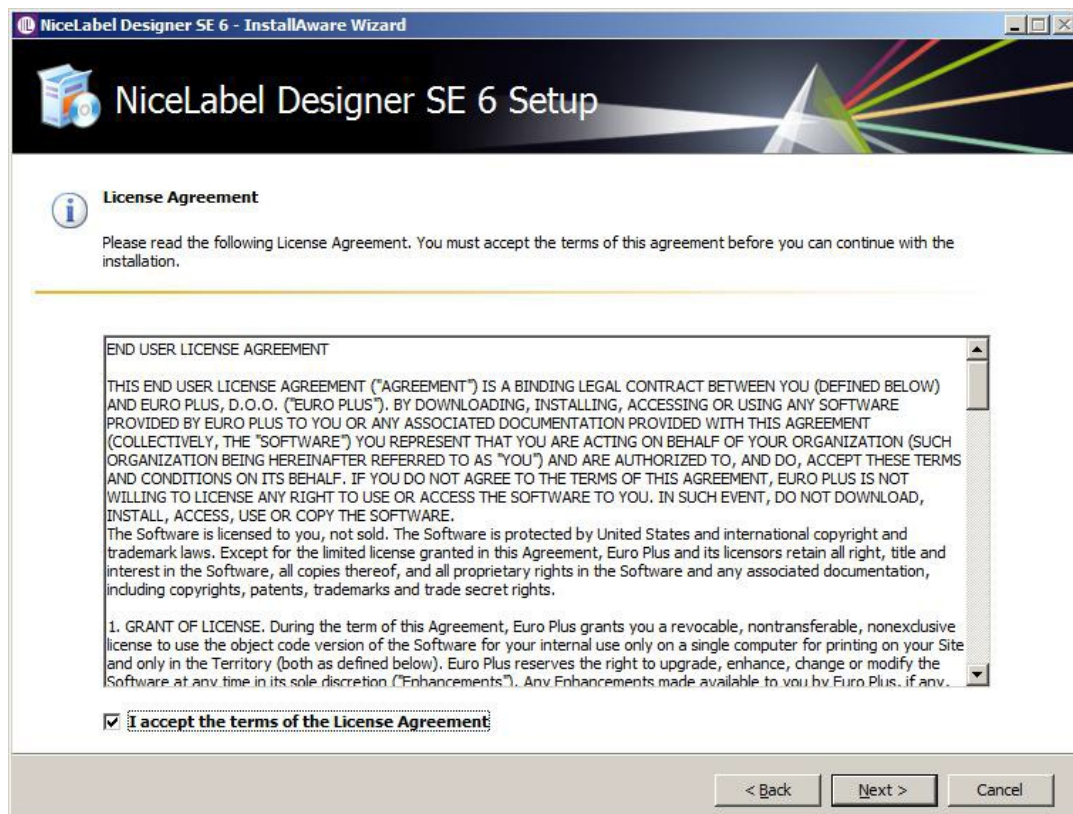 NiceLabel Designer SE 6 - InstallAware Wizard
NiceLabel Designer SE 6 Setup
License Agreement
Please read the following License Agreement. You must accept the terms of this agreement before you can continue with the
installation.
END USER LICENSE AGREEMENT
THIS END USER LICENSE AGREEMENT ("AGREEMENT") IS A BINDING LEGAL CONTRACT BETWEEN YOU (DEFINED BELOW)
AND EURO PLUS, D.O.O. ("EURO PLUS"). BY DOWNLOADING, INSTALLING, ACCESSING OR USING ANY SOFTWARE
PROVIDED BY EURO PLUS TO YOU OR ANY ASSOCIATED DOCUMENTATION PROVIDED WITH THIS AGREEMENT
(COLLECTIVELY, THE "SOFTWARE") YOU REPRESENT THAT YOU ARE ACTING ON BEHALF OF YOUR ORGANIZATION (SUCH
ORGANIZATION BEING HEREINAFTER REFERRED TO AS "YOU") AND ARE AUTHORIZED TO, AND DO, ACCEPT THESE TERMS
AND CONDITIONS ON ITS BEHALF. IF YOU DO NOT AGREE TO THE TERMS OF THIS AGREEMENT, EURO PLUS IS NOT
WILLING TO LICENSE ANY RIGHT TO USE OR ACCESS THE SOFTWARE TO YOU. IN SUCH EVENT, DO NOT DOWNLOAD,
INSTALL, ACCESS, USE OR COPY THE SOFTWARE.
The Software is licensed to you, not sold. The Software is protected by United States and international copyright and
trademark laws. Except for the limited license granted in this Agreement, Euro Plus and its licensors retain all right, title and
interest in the Software, all copies thereof, and all proprietary rights in the Software and any associated documentation,
including copyrights, patents, trademarks and trade secret rights.
1. GRANT OF LICENSE. During the term of this Agreement, Euro Plus grants you a revocable, nontransferable, nonexclusive
license to use the object code version of the Software for your internal use only on a single computer for printing on your Site
and only in the Territory (both as defined below). Euro Plus reserves the right to upgrade, enhance, change or modify the
Software at any time in its sole discretion ("Enhancements"). Any Enhancements made available to you by Euro Plus, if any,
I accept the terms of the License Agreement
< Back
Next >
Cancel